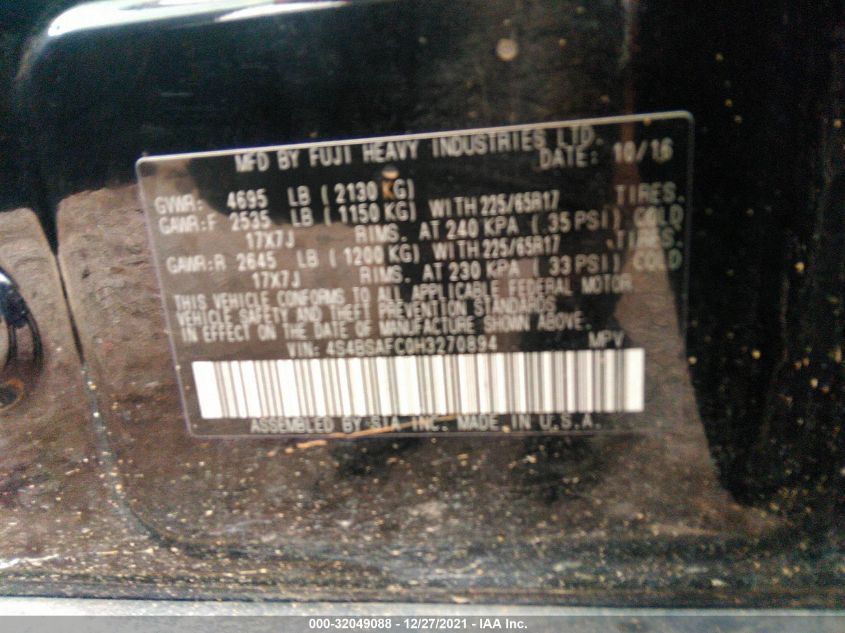 MFD BY FUJI HEAVY INDUSTRIES LTD.
DATE: 10/16
GVWR: 4695 LB (2130 KG)
GAWR:F 2535 LB (1150 KG) WITH 225/65R17 TIRES.
17X7J RIMS. AT 240 KPA (35 PSI) COLD
GAWR:R 2645 LB (1200 KG) WITH 225/65R17 TIRES.
17X7J RIMS. AT 230 KPA (33 PSI) COLD
THIS VEHICLE CONFORMS TO ALL APPLICABLE FEDERAL MOTOR
VEHICLE SAFETY AND THEFT PREVENTION STANDARDS
IN EFFECT ON THE DATE OF MANUFACTURE SHOWN ABOVE.
VIN: 4S4BSAFC0H3270894 MPV
ASSEMBLED BY SIA INC. MADE IN U.S.A.
000-32049088 - 12/27/2021 - IAA Inc.